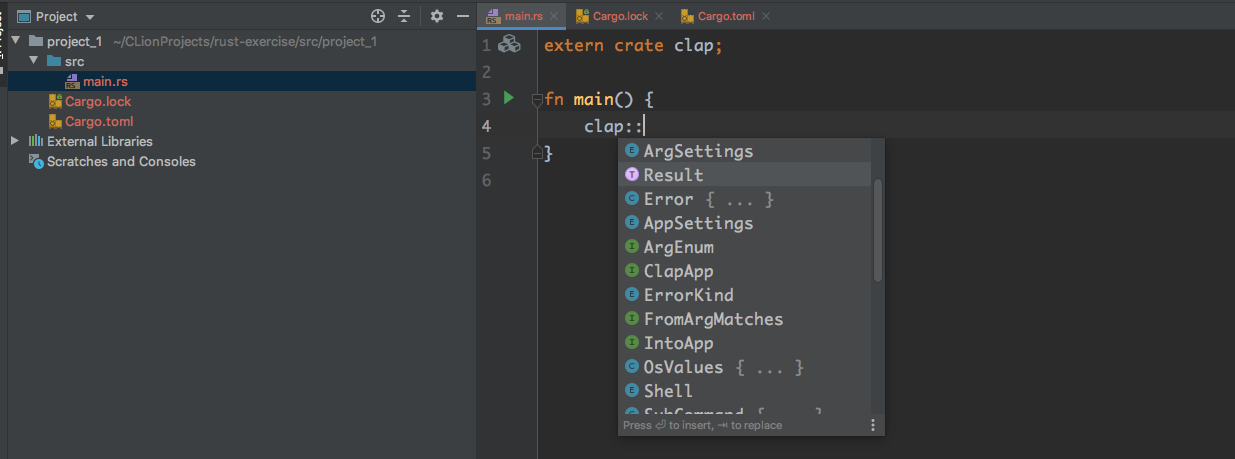 Project
project_1 ~/CLionProjects/rust-exercise/src/project_1
src
main.rs
Cargo.lock
Cargo.toml
External Libraries
Scratches and Consoles
main.rs Cargo.lock Cargo.toml
1 extern crate clap;
2
3 fn main() {
4 clap::
5 }
6
ArgSettings
Result
Error { ... }
AppSettings
ArgEnum
ClapApp
ErrorKind
FromArgMatches
IntoApp
OsValues { ... }
Shell
SubCommand { ... }
Press ⏎ to insert, ⇥ to replace